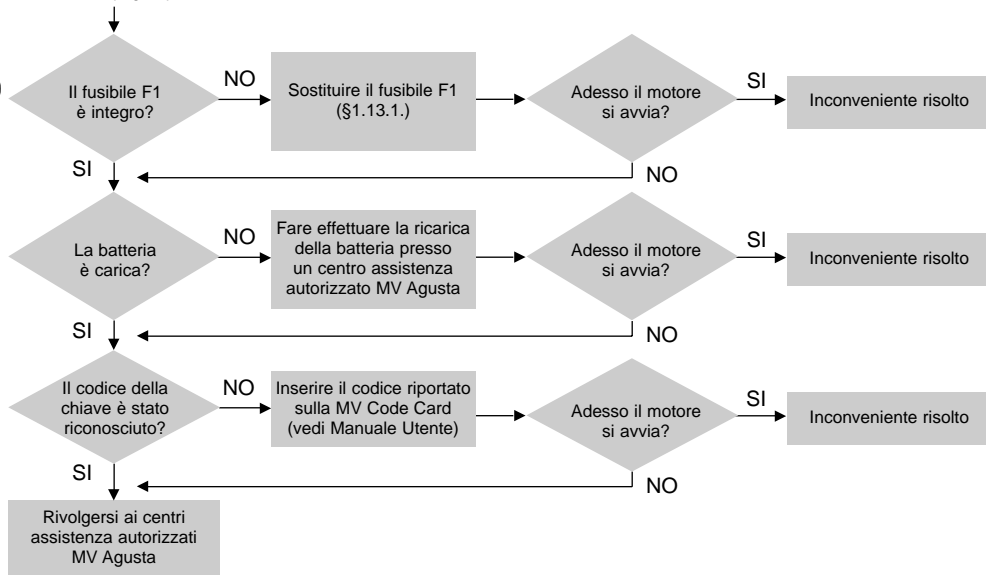 Il fusibile F1
è integro?
NO
Sostituire il fusibile F1
(§1.13.1.)
Adesso il motore
si avvia?
SI
Inconveniente risolto
SI
NO
La batteria
è carica?
NO
Fare effettuare la ricarica
della batteria presso
un centro assistenza
autorizzato MV Agusta
Adesso il motore
si avvia?
SI
Inconveniente risolto
SI
NO
Il codice della
chiave è stato
riconosciuto?
NO
Inserire il codice riportato
sulla MV Code Card
(vedi Manuale Utente)
Adesso il motore
si avvia?
SI
Inconveniente risolto
SI
NO
Rivolgersi ai centri
assistenza autorizzati
MV Agusta